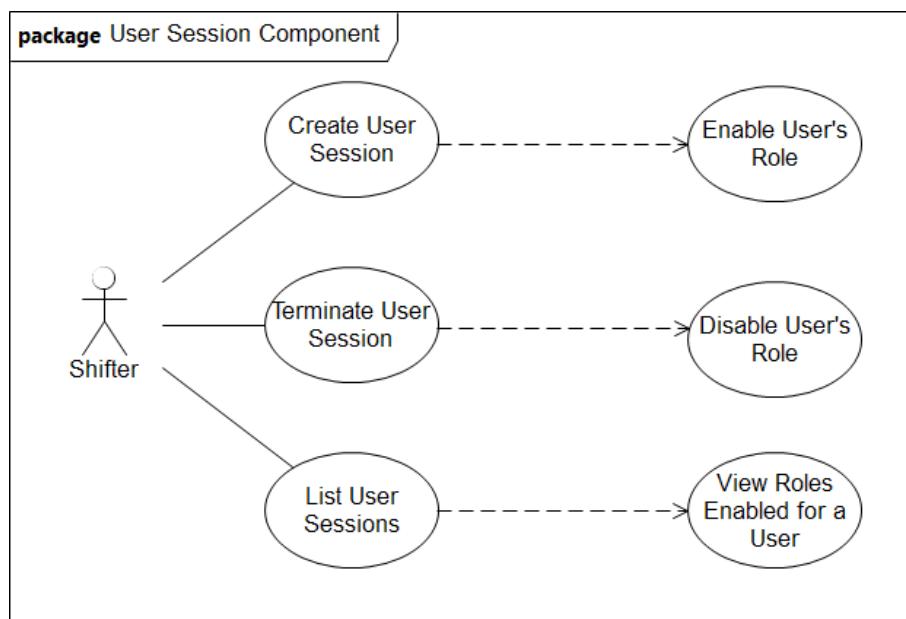 package User Session Component
Create User
Session
Enable User's
Role
Terminate User
Session
Disable User's
Role
Shifter
List User
Sessions
View Roles
Enabled for a
User